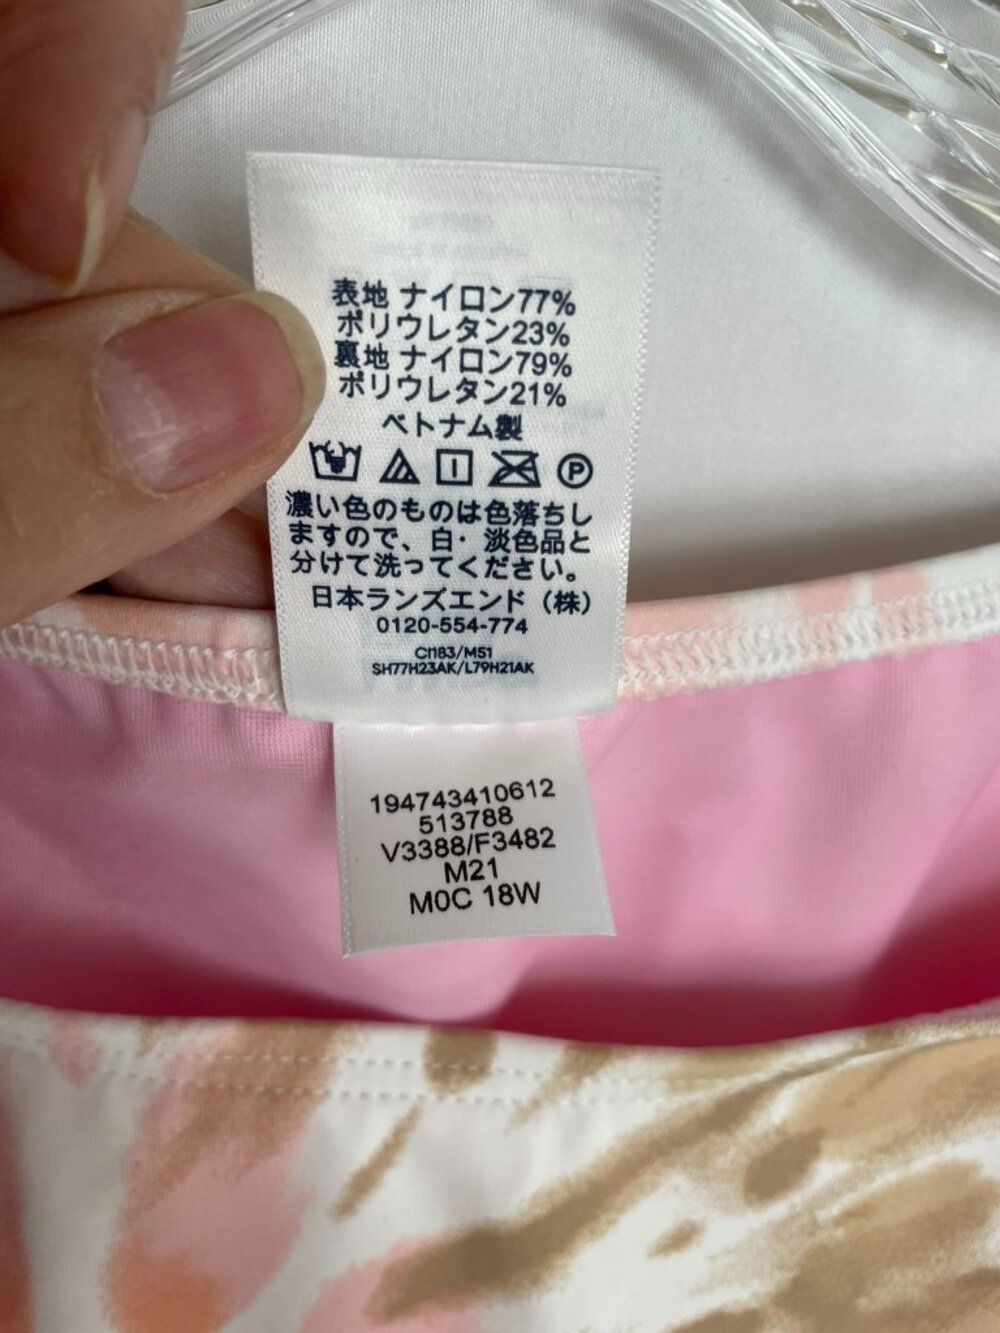 表地 ナイロン77%
ポリウレタン23%
裏地 ナイロン79%
ポリウレタン21%
ベトナム製
P
濃い色のものは色落ちし
ますので、白・淡色品と
分けて洗ってください。
日本ランズエンド（株）
0120-554-774
CI183/M51
SH77H23AK/L79H21AK
194743410612
513788
V3388/F3482
M21
M0C 18W